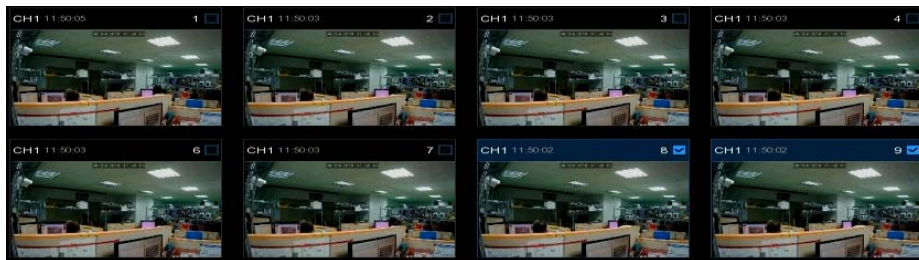 CH1 11:50:05 1
CH1 11:50:03 2
CH1 11:50:03 3
CH1 11:50:03 4
CH1 11:50:03 6
CH1 11:50:03 7
CH1 11:50:02 8
CH1 11:50:02 9